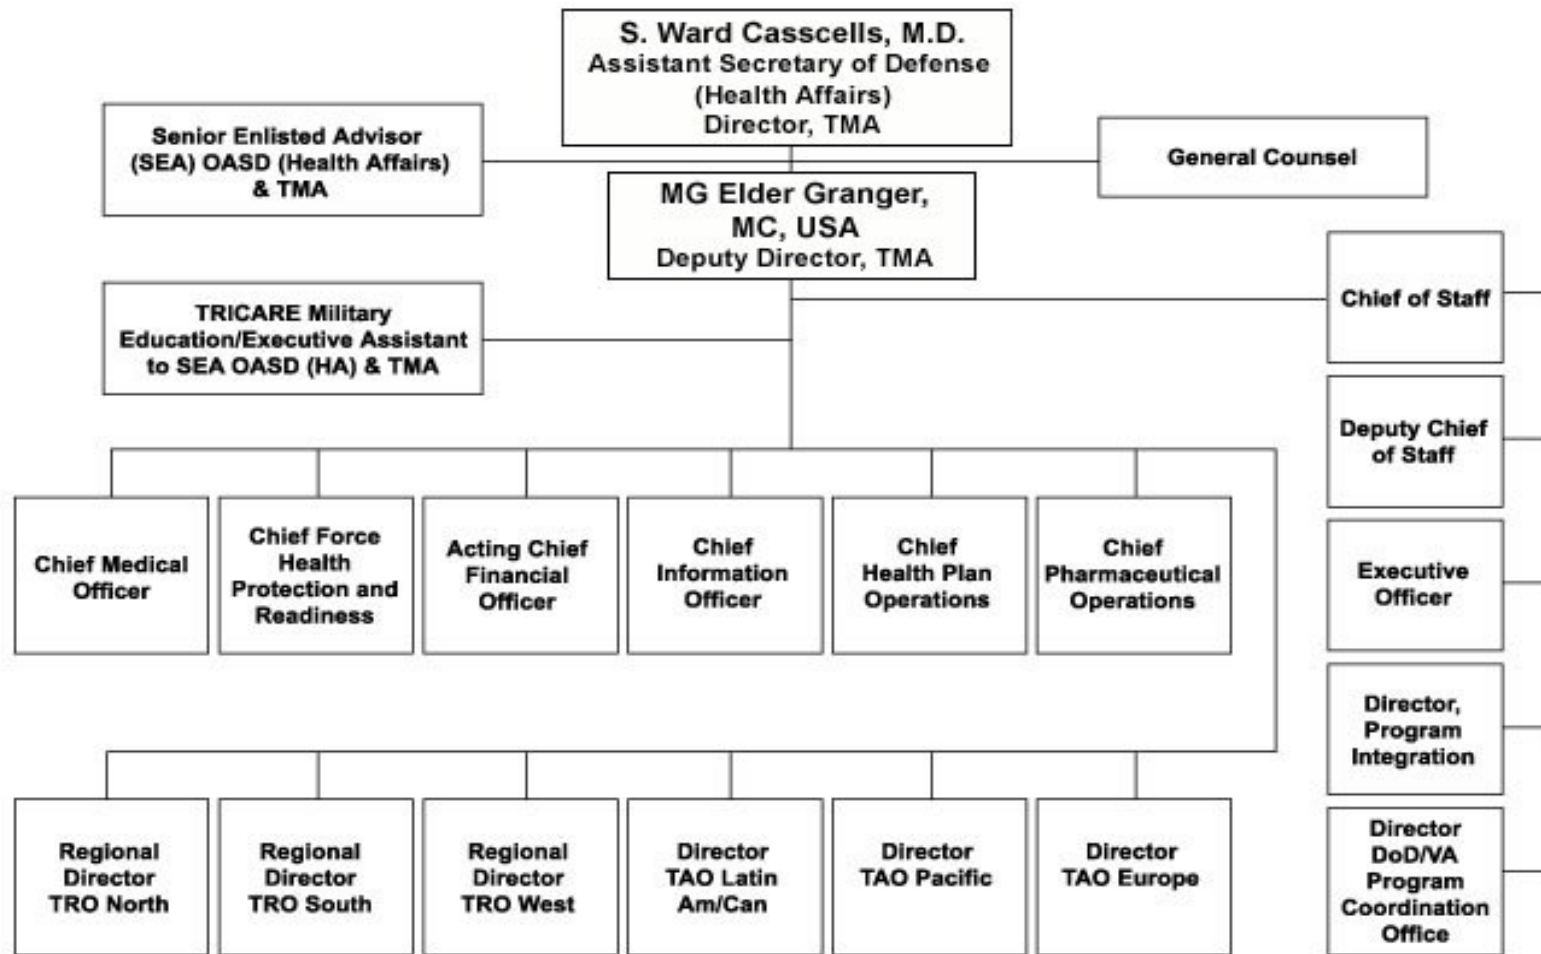 S. Ward Casscells, M.D.
Assistant Secretary of Defense
(Health Affairs)
Director, TMA
Senior Enlisted Advisor
(SEA) OASD (Health Affairs)
& TMA
General Counsel
MG Elder Granger,
MC, USA
Deputy Director, TMA
TRICARE Military
Education/Executive Assistant
to SEA OASD (HA) & TMA
Chief of Staff
Deputy Chief
of Staff
Executive
Officer
Director,
Program
Integration
Director
DoD/VA
Program
Coordination
Office
Chief Medical
Officer
Chief Force
Health
Protection and
Readiness
Acting Chief
Financial
Officer
Chief
Information
Officer
Chief
Health Plan
Operations
Chief
Pharmaceutical
Operations
Regional
Director
TRO North
Regional
Director
TRO South
Regional
Director
TRO West
Director
TAO Latin
Am/Can
Director
TAO Pacific
Director
TAO Europe